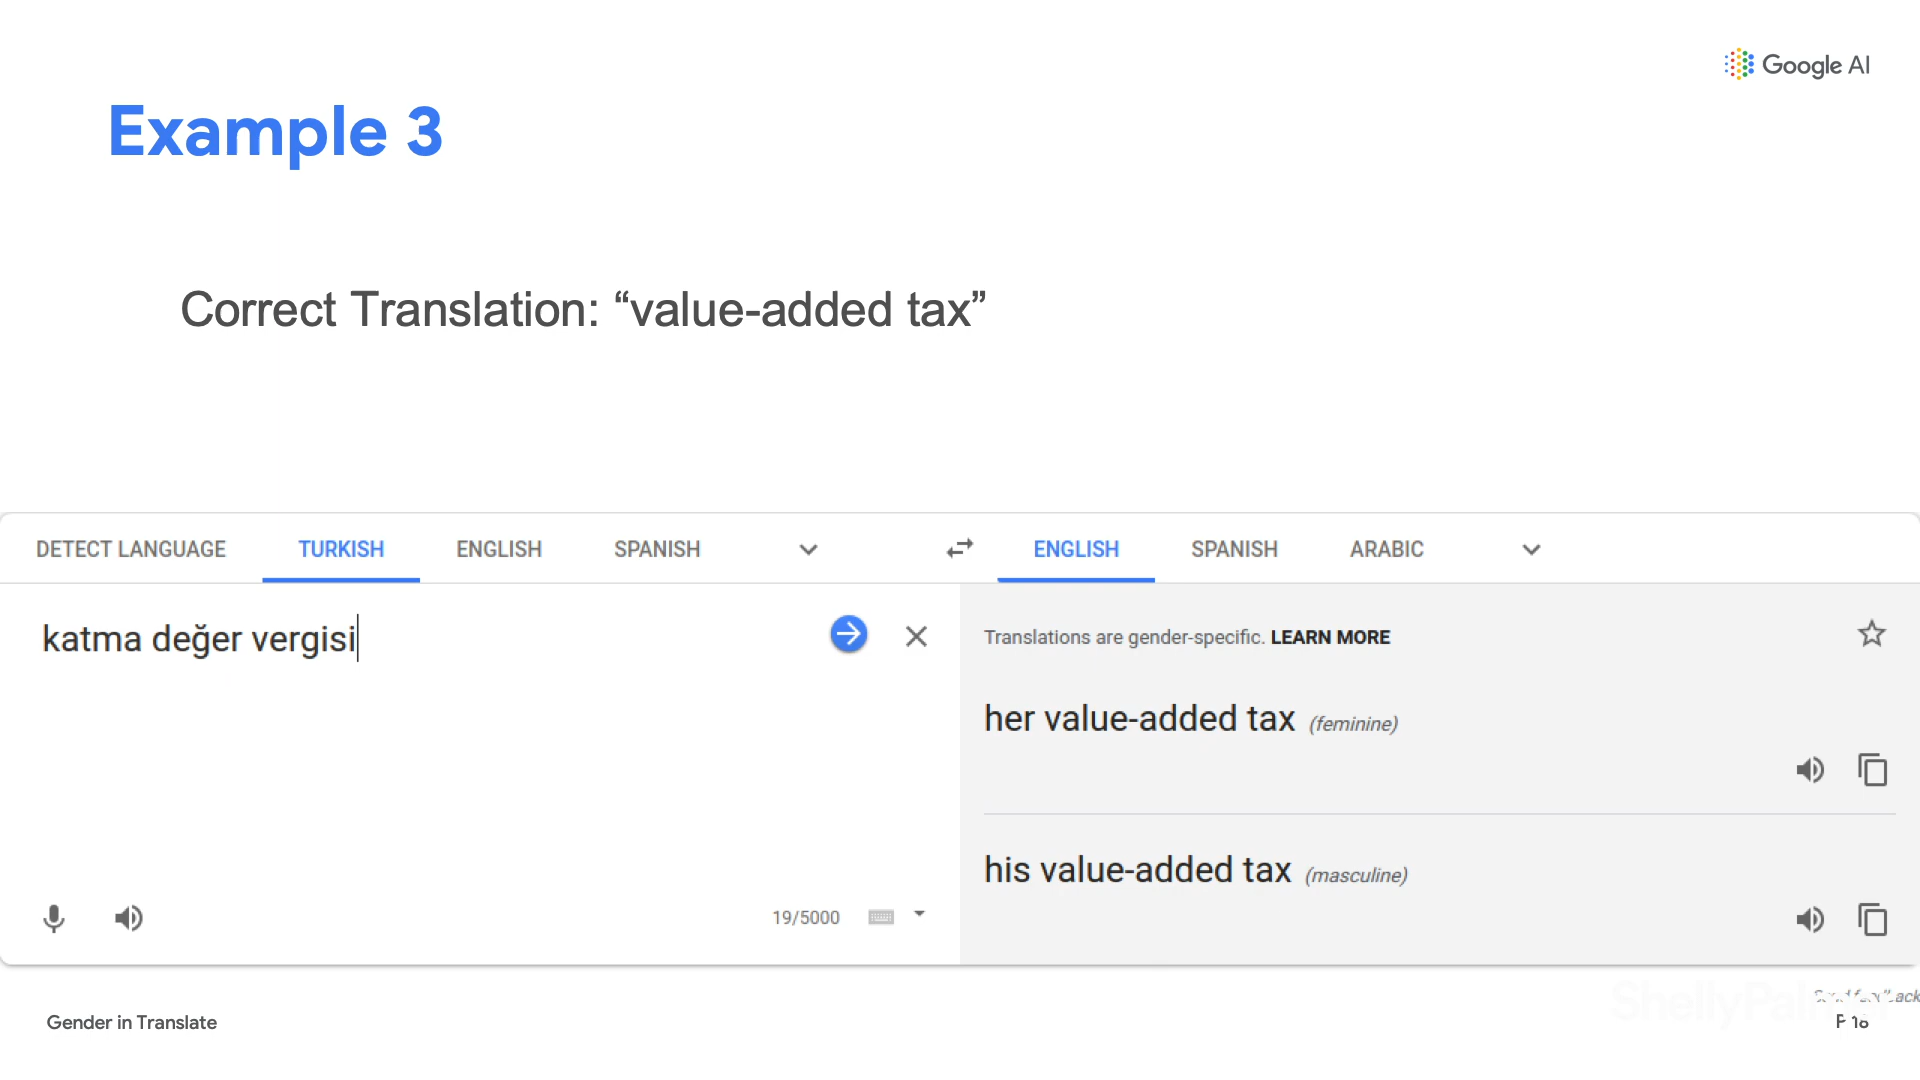 Google AI
Example 3
Correct Translation: “value-added tax”
DETECT LANGUAGE TURKISH ENGLISH SPANISH ENGLISH SPANISH ARABIC
katma değer vergisi
Translations are gender-specific. LEARN MORE
her value-added tax (feminine)
his value-added tax (masculine)
19/5000
Gender in Translate